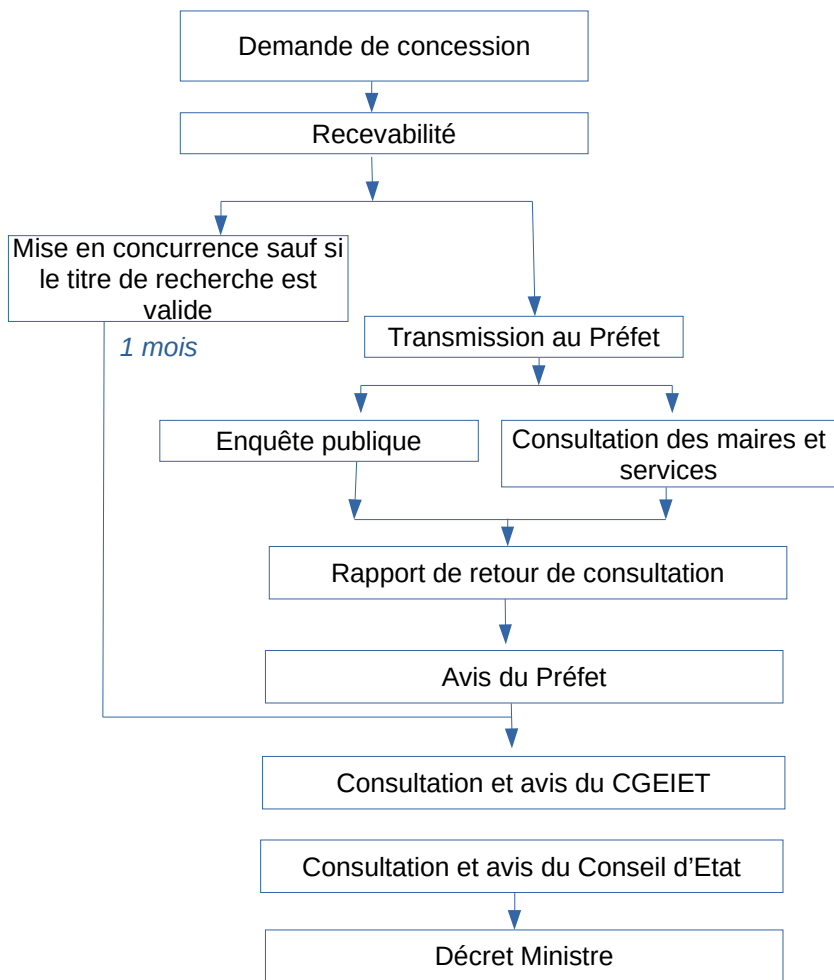 Demande de concession
Recevabilité
Mise en concurrence sauf si
le titre de recherche est
valide
1 mois
Transmission au Préfet
Enquête publique
Consultation des maires et
services
Rapport de retour de consultation
Avis du Préfet
Consultation et avis du CGEIET
Consultation et avis du Conseil d’Etat
Décret Ministre